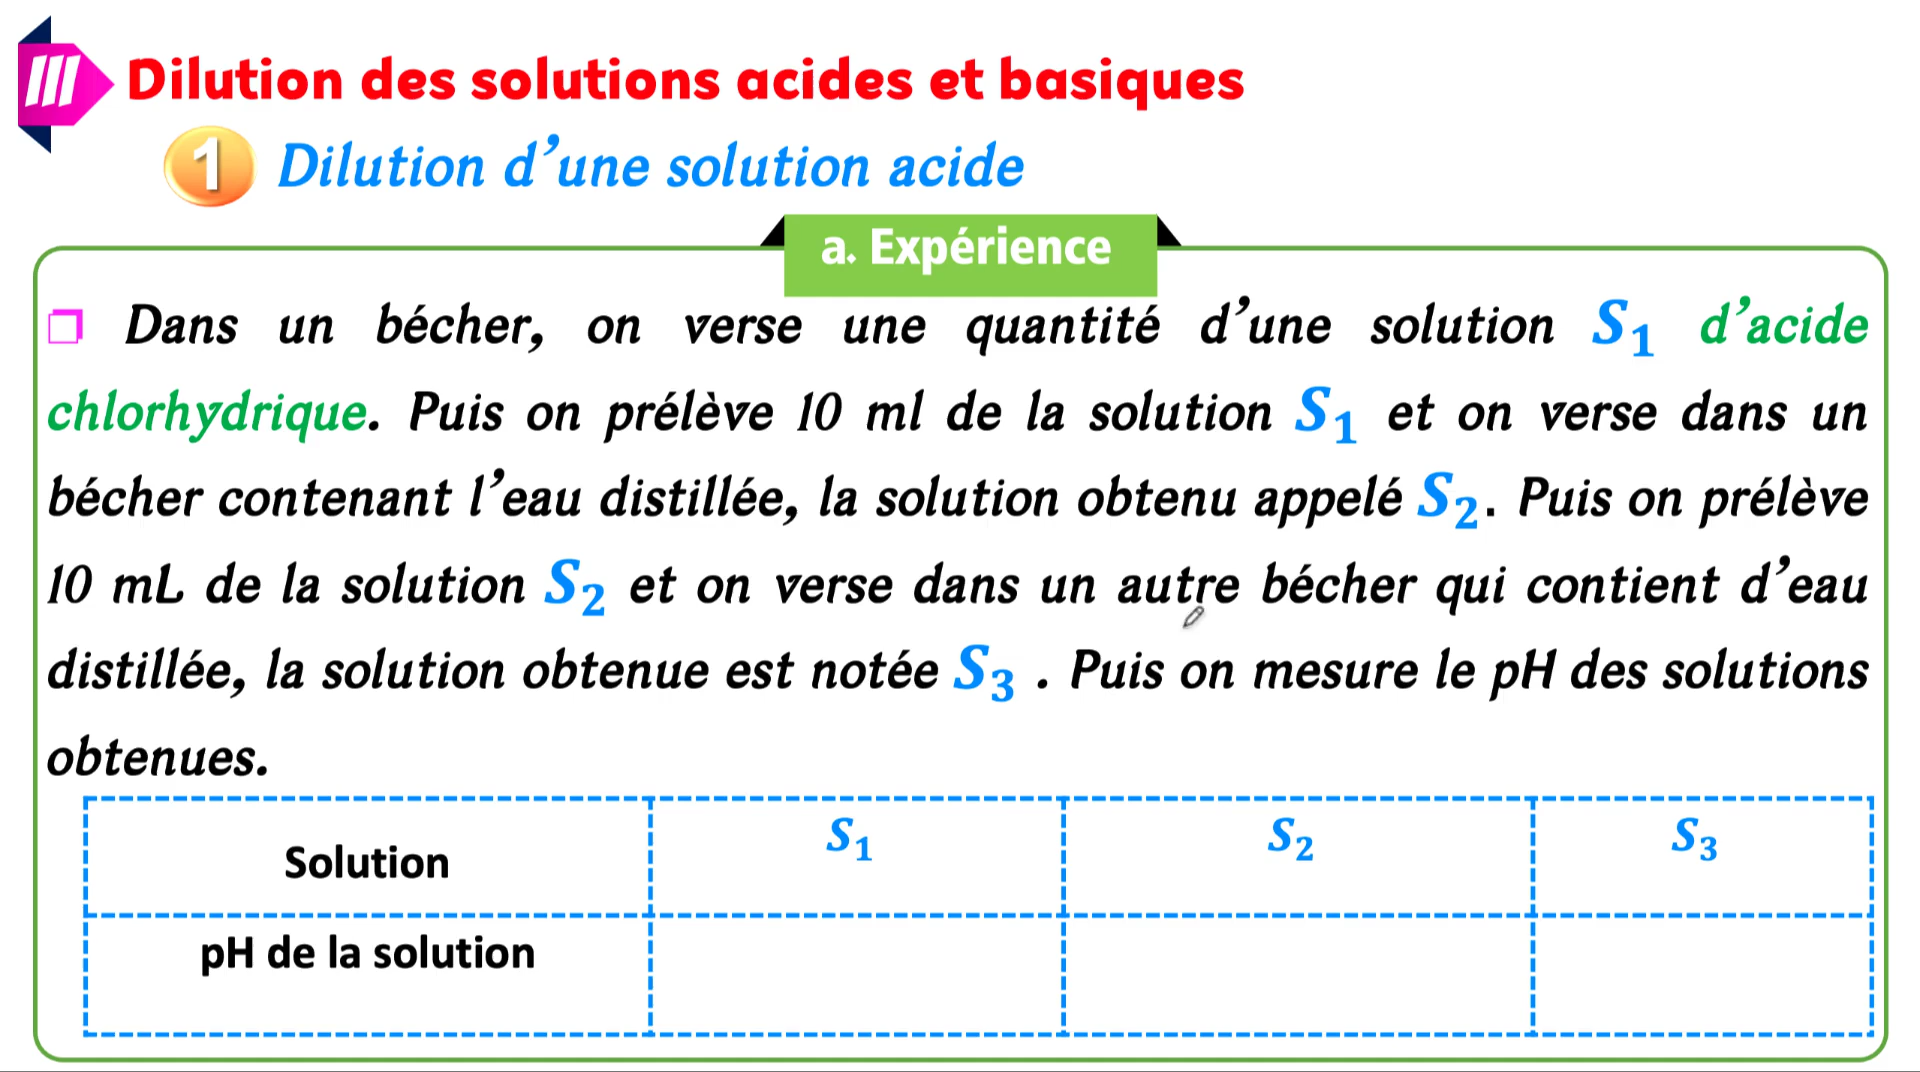 III Dilution des solutions acides et basiques
1 Dilution d’une solution acide
a. Expérience
❒ Dans un bécher, on verse une quantité d’une solution S₁ d’acide
chlorhydrique. Puis on prélève 10 ml de la solution S₁ et on verse dans un
bécher contenant l’eau distillée, la solution obtenu appelé S₂. Puis on prélève
10 mL de la solution S₂ et on verse dans un autre bécher qui contient d’eau
distillée, la solution obtenue est notée S₃ . Puis on mesure le pH des solutions
obtenues.
Solution S₁ S₂ S₃
pH de la solution